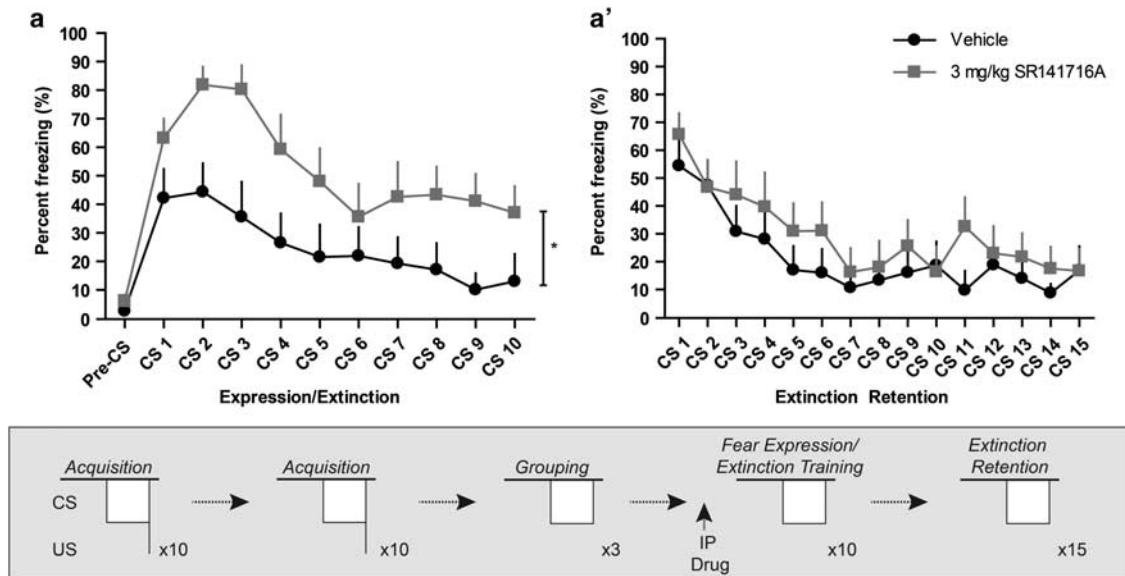 a
100
90
80
70
60
50
40
30
20
10
0
Percent freezing (%)
*
Pre-CS CS 1 CS 2 CS 3 CS 4 CS 5 CS 6 CS 7 CS 8 CS 9 CS 10
Expression/Extinction
a'
100
90
80
70
60
50
40
30
20
10
0
Percent freezing (%)
Vehicle
3 mg/kg SR141716A
CS 1 CS 2 CS 3 CS 4 CS 5 CS 6 CS 7 CS 8 CS 9 CS 10 CS 11 CS 12 CS 13 CS 14 CS 15
Extinction Retention
Acquisition
Acquisition
Grouping
Fear Expression/
Extinction Training
Extinction
Retention
CS
US
x10
x10
x3
IP
Drug
x10
x15